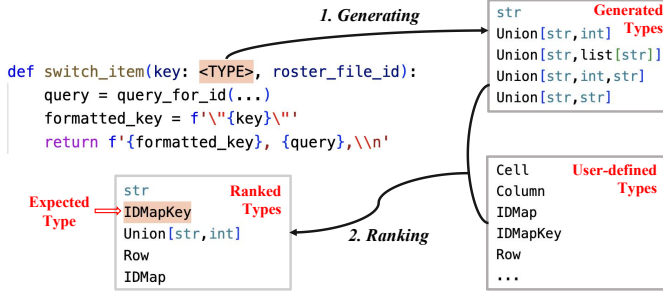 1. Generating
def switch_item(key: <TYPE>, roster_file_id):
query = query_for_id(...)
formatted_key = f'\"{key}\"'
return f'{formatted_key}, {query},\\n'
str
Union[str,int]
Union[str,list[str]]
Union[str,int,str]
Union[str,str]
Generated
Types
Cell
Column
IDMap
IDMapKey
Row
...
User-defined
Types
2. Ranking
Expected
Type
str
IDMapKey
Union[str,int]
Row
IDMap
Ranked
Types